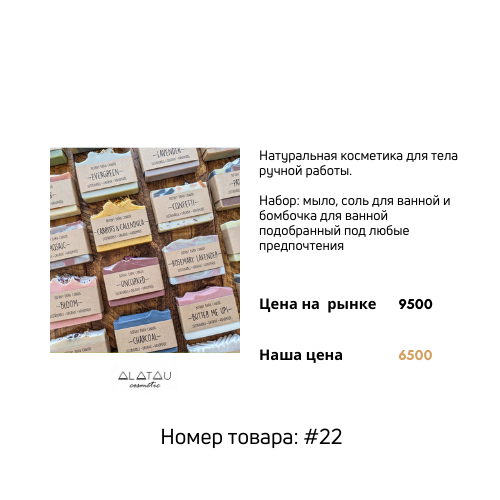 LAVENDER
EVERGREEN
CONFETTI
CARROTS & CALENDULA
ROSEMARY LAVENDER
UNCORKED
BLOOM
BUTTER ME UP!
CHARCOAL
ALATAU
cosmetic
Натуральная косметика для тела
ручной работы.
Набор: мыло, соль для ванной и
бомбочка для ванной
подобранный под любые
предпочтения
Цена на рынке 9500
Наша цена 6500
Номер товара: #22